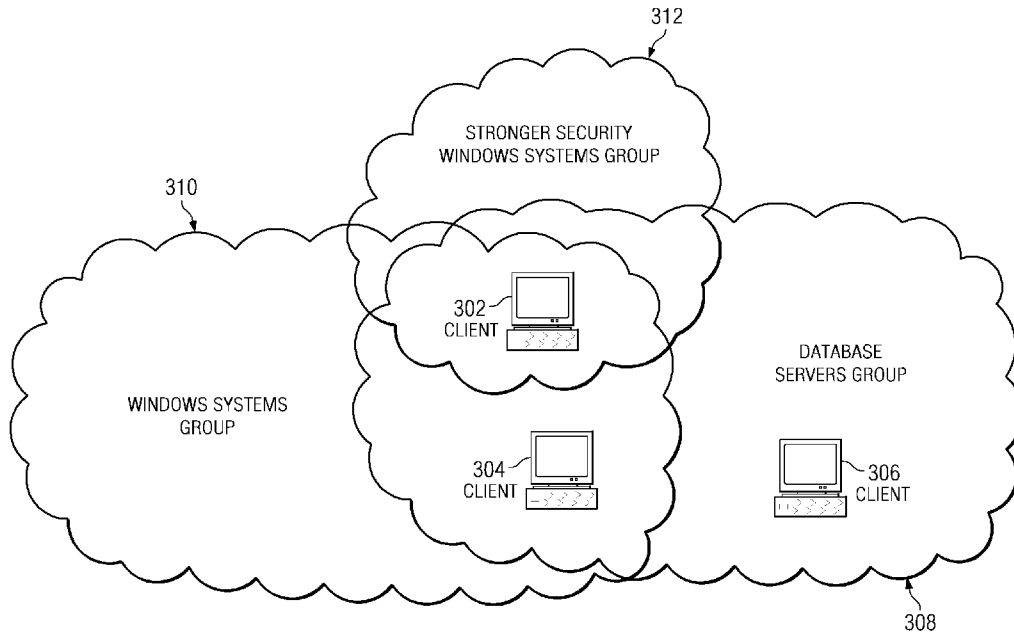 312
STRONGER SECURITY
WINDOWS SYSTEMS GROUP
310
302
CLIENT
DATABASE
SERVERS GROUP
WINDOWS SYSTEMS
GROUP
304
CLIENT
306
CLIENT
308